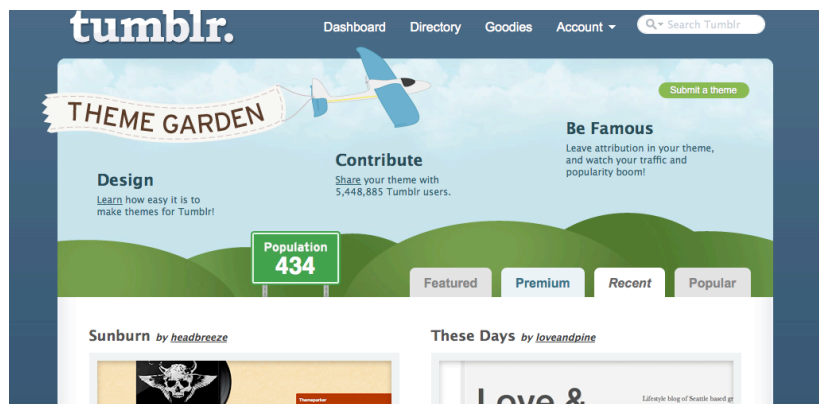 tumblr.
Dashboard
Directory
Goodies
Account
Search Tumblr
Submit a theme
THEME GARDEN
Be Famous
Leave attribution in your theme,
and watch your traffic and
popularity boom!
Contribute
Share your theme with
5,448,885 Tumblr users.
Design
Learn how easy it is to
make themes for Tumblr!
Population
434
Featured
Premium
Recent
Popular
Sunburn by headbreeze
These Days by loveandpine
Themeparker
Love &
Lifestyle blog of Seattle based gr